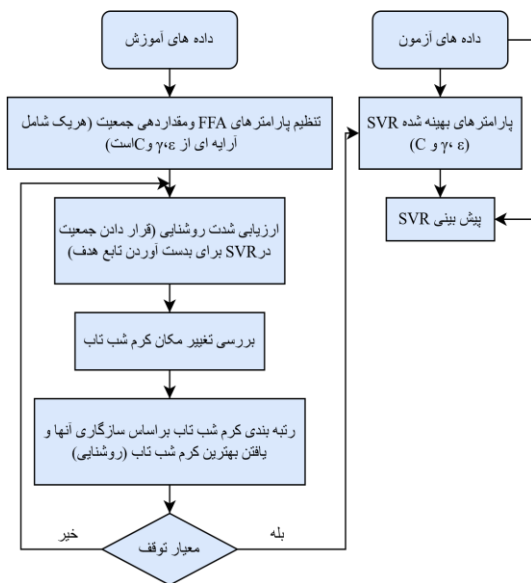 داده های آموزش
تنظیم پارامترهای FFA ومقداردهی جمعیت (هریک شامل
آرایه ای از γ،ε وCاست)
ارزیابی شدت روشنایی (قرار دادن جمعیت
درSVR برای بدست آوردن تابع هدف)
بررسی تغییر مکان کرم شب تاب
رتبه بندی کرم شب تاب براساس سازگاری آنها و
یافتن بهترین کرم شب تاب (روشنایی)
معیار توقف
خیر
بله
داده های آزمون
پارامترهای بهینه شده SVR
(γ، ε و C)
پیش بینی SVR